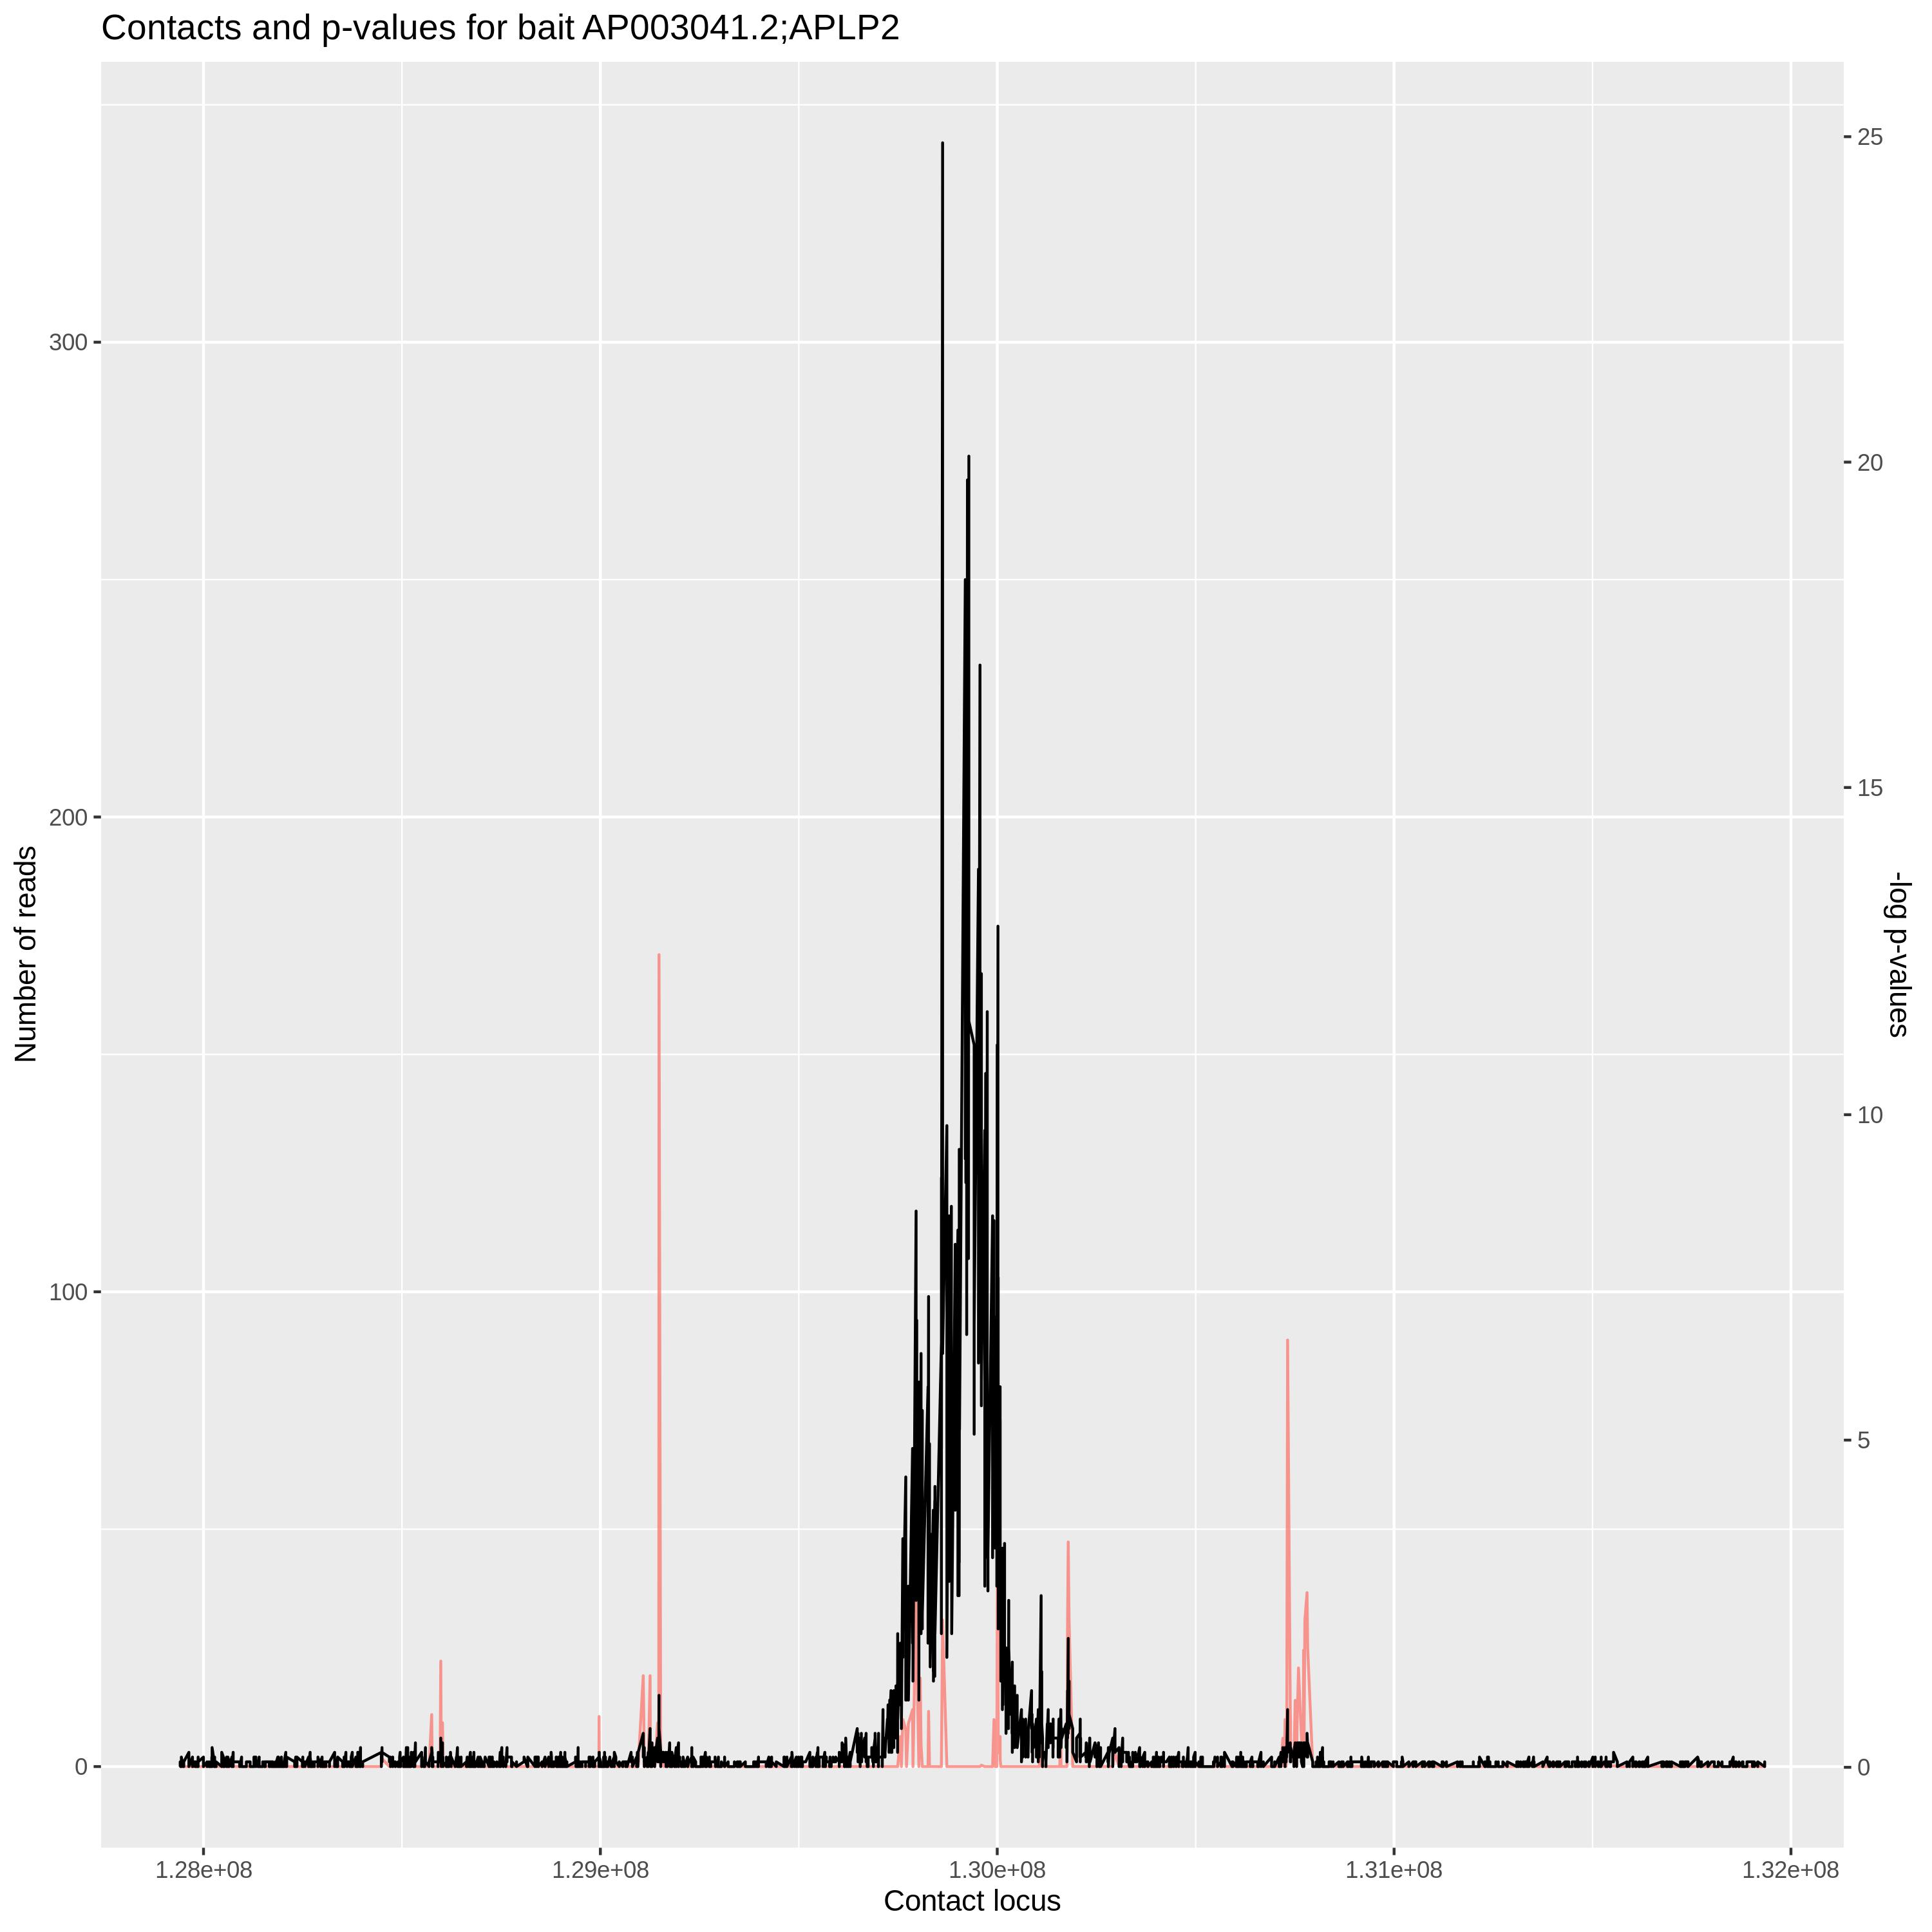 Contacts and p-values for bait AP003041.2;APLP2
300
200
100
0
Number of reads
25
20
15
10
5
0
-log p-values
1.28e+08
1.29e+08
1.30e+08
1.31e+08
1.32e+08
Contact locus